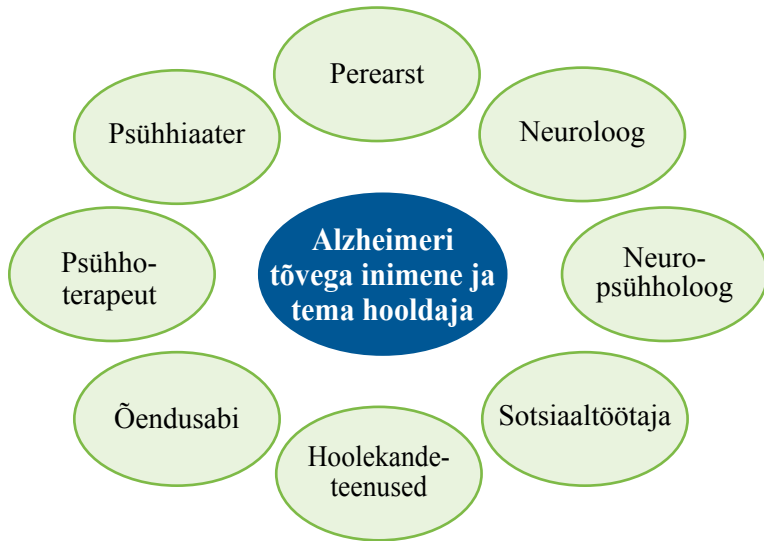 Perearst
Psühhiaater
Neuroloog
Alzheimeri
tõvega inimene ja
tema hooldaja
Psühho-
terapeut
Neuro-
psühholoog
Õendusabi
Sotsiaaltöötaja
Hoolekande-
teenused